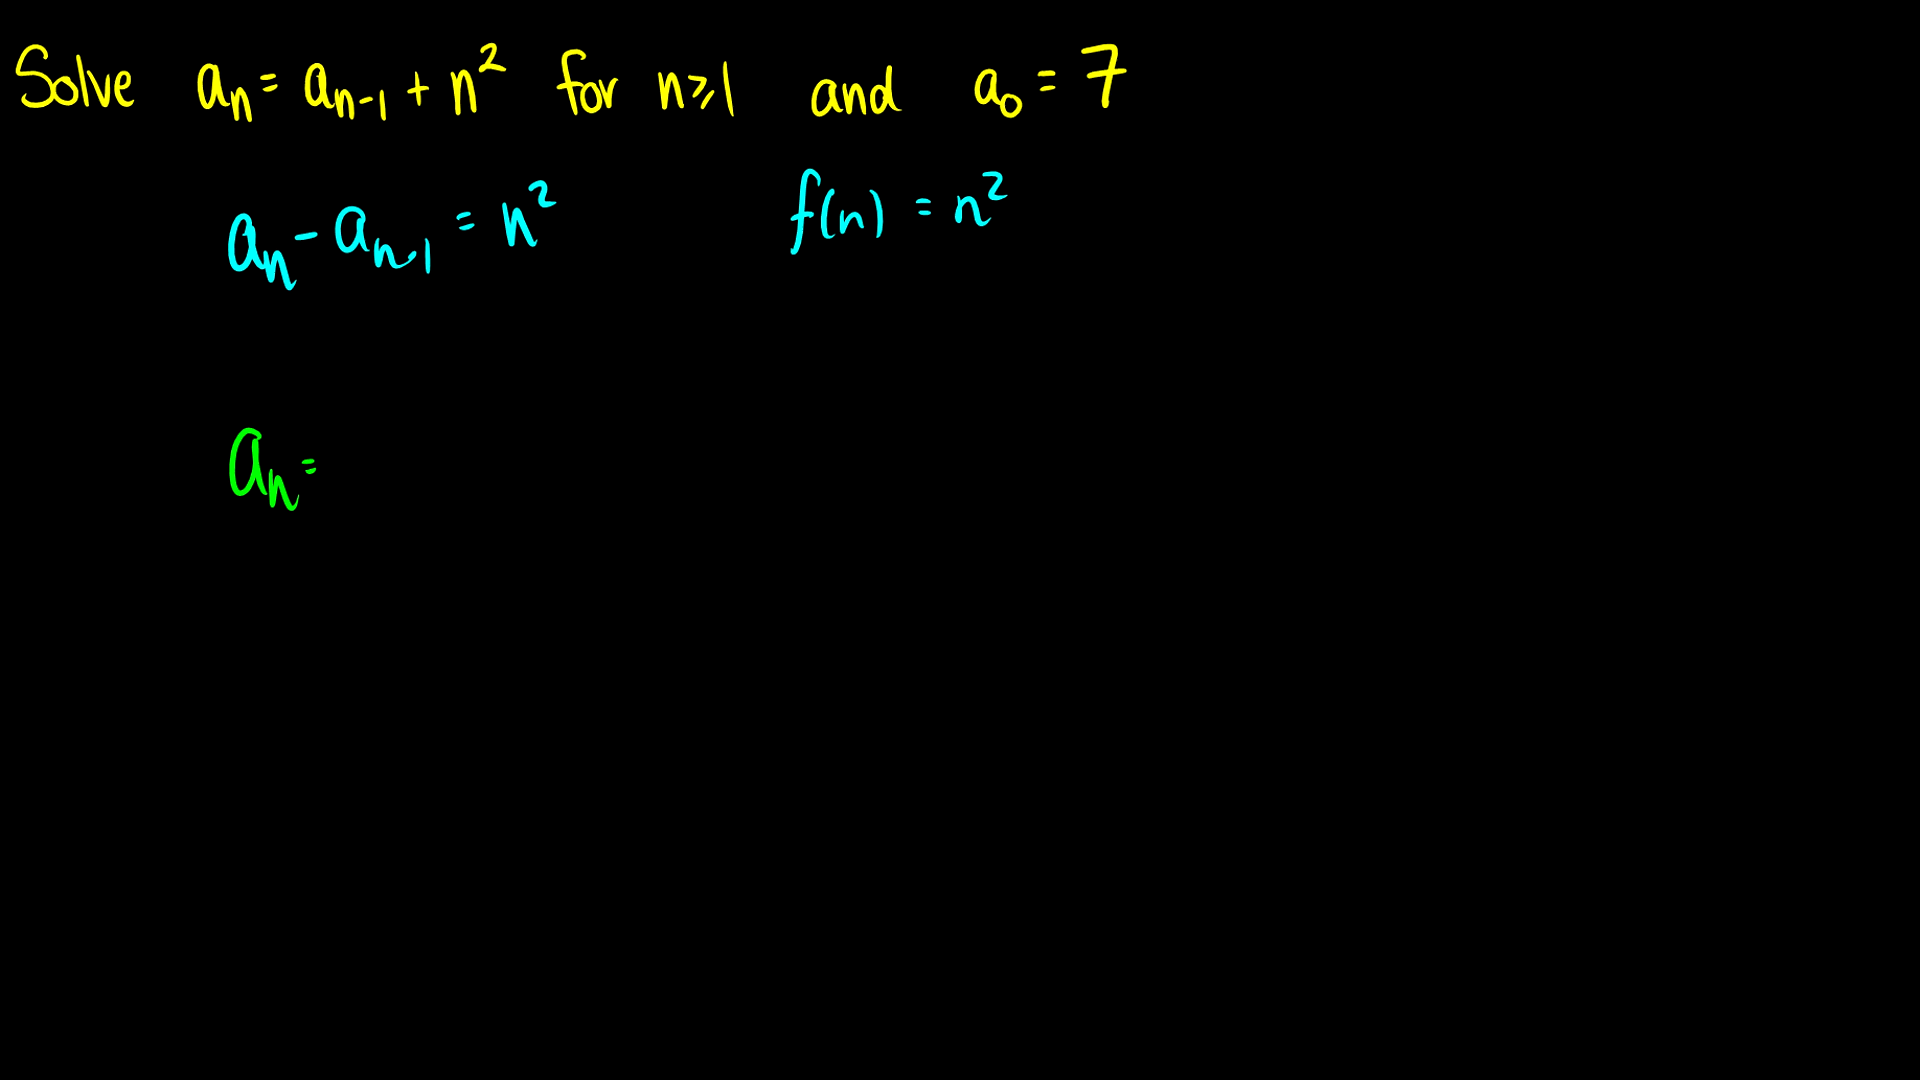 Solve aₙ = aₙ₋₁ + n² for n ≥ 1 and a₀ = 7
aₙ - aₙ₋₁ = n² f(n) = n²
aₙ =